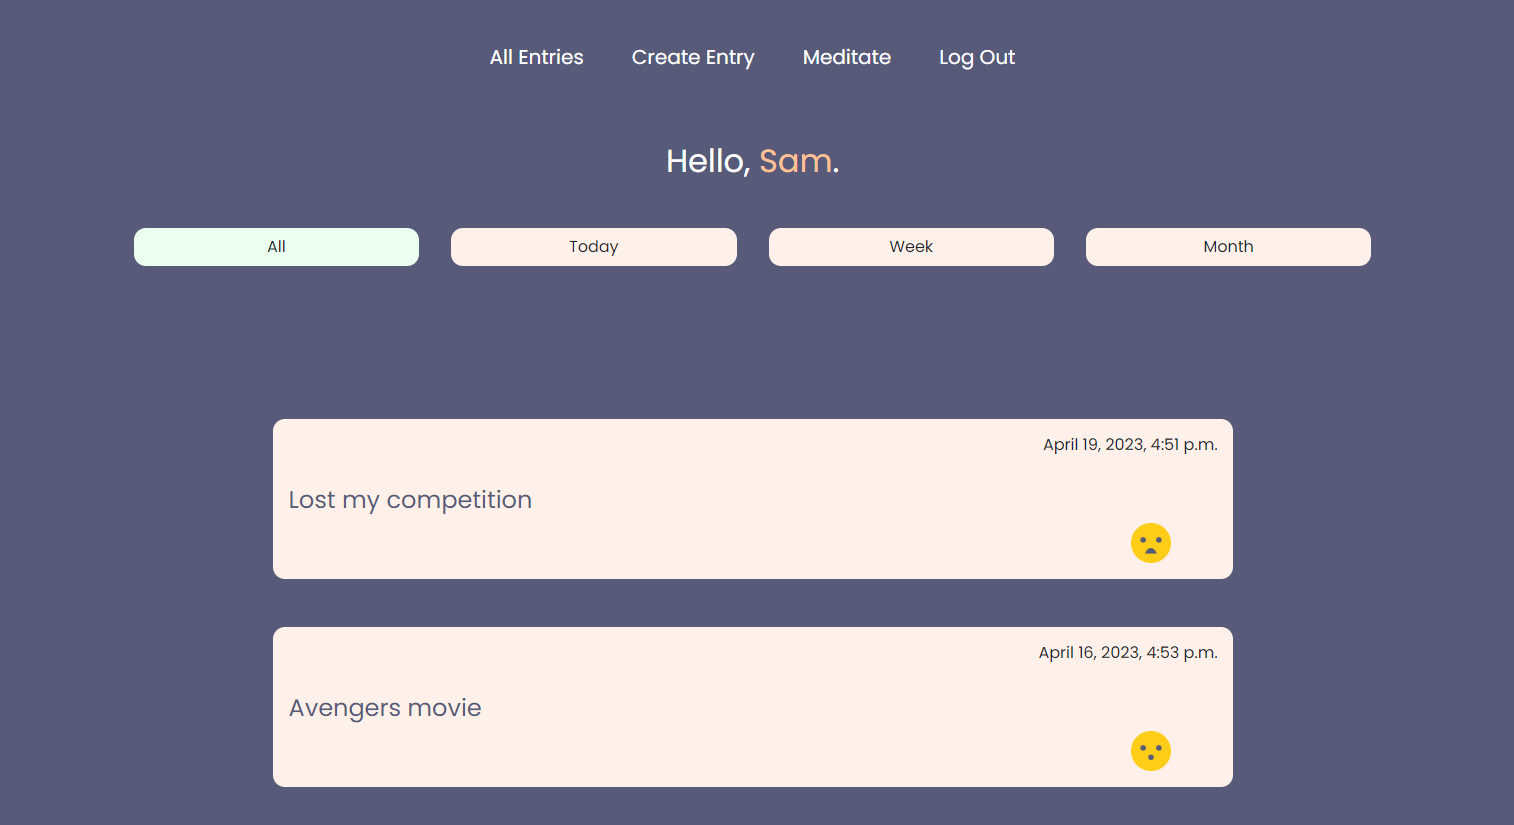 All Entries Create Entry Meditate Log Out
Hello, Sam.
All Today Week Month
April 19, 2023, 4:51 p.m.
Lost my competition
April 16, 2023, 4:53 p.m.
Avengers movie